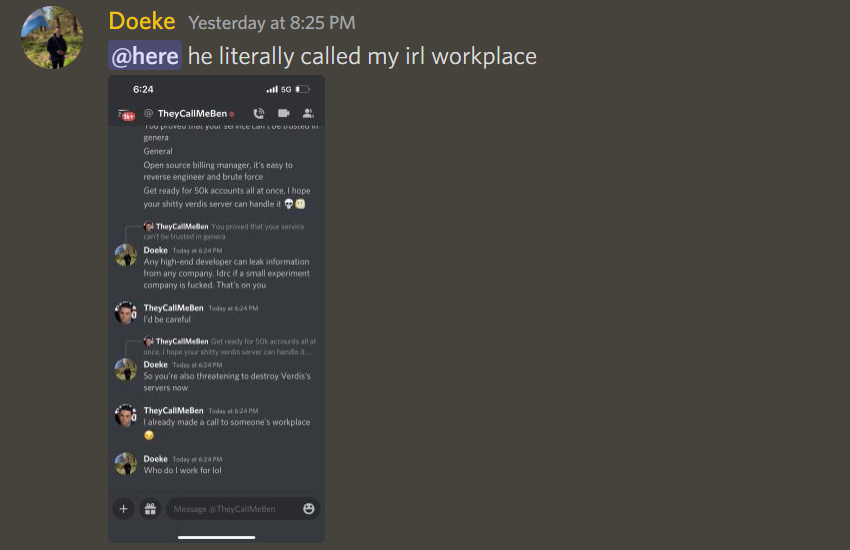 Doeke Yesterday at 8:25 PM
@here he literally called my irl workplace
6:24 5G
1k+ @ TheyCallMeBen
You proved that your service can't be trusted in
genera
General
Open source billing manager, it's easy to
reverse engineer and brute force
Get ready for 50k accounts all at once, I hope
your shitty verdis server can handle it 💀🫠
TheyCallMeBen You proved that your service
can't be trusted in genera
Doeke Today at 6:24 PM
Any high-end developer can leak information
from any company. Idrc if a small experiment
company is fucked. That's on you
TheyCallMeBen Today at 6:24 PM
I'd be careful
TheyCallMeBen Get ready for 50k accounts all at
once, I hope your shitty verdis server can handle it ...
Doeke Today at 6:24 PM
So you're also threatening to destroy Verdis's
servers now
TheyCallMeBen Today at 6:24 PM
I already made a call to someone's workplace
😏
Doeke Today at 6:24 PM
Who do I work for lol
Message @TheyCallMeBen